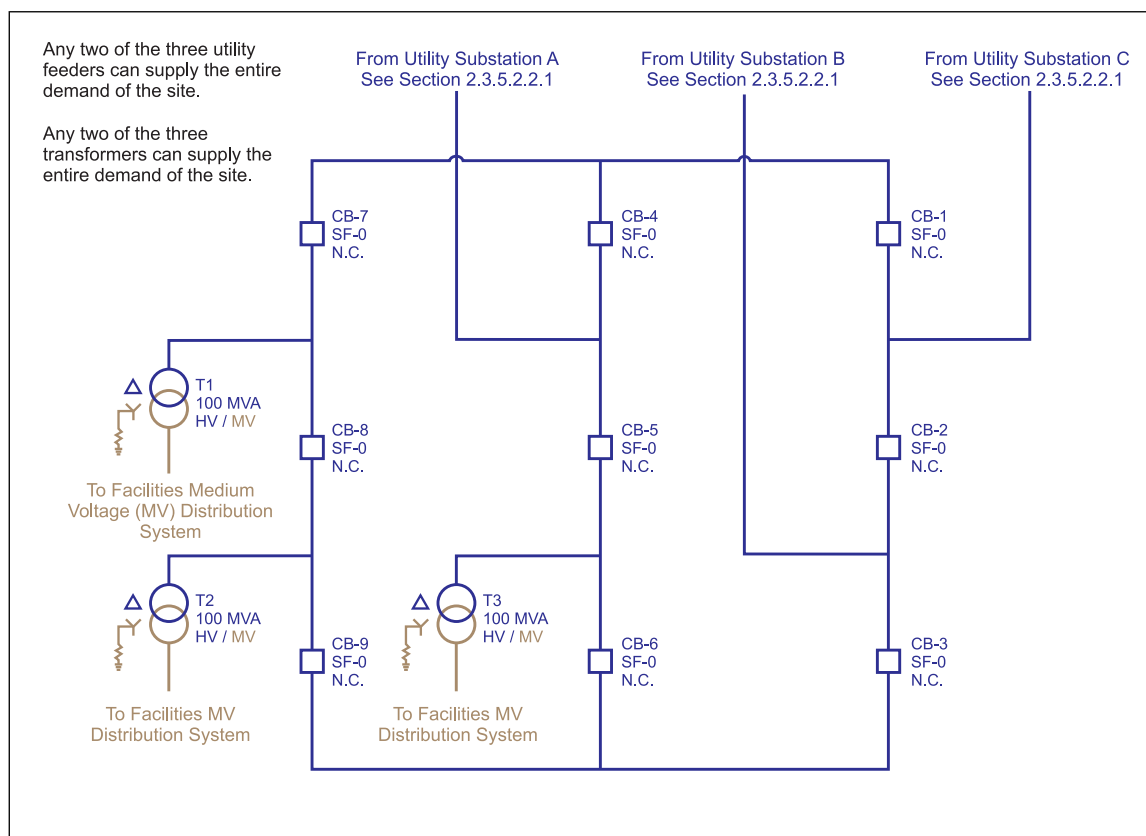 Any two of the three utility
feeders can supply the entire
demand of the site.
Any two of the three
transformers can supply the
entire demand of the site.
From Utility Substation A
See Section 2.3.5.2.2.1
From Utility Substation B
See Section 2.3.5.2.2.1
From Utility Substation C
See Section 2.3.5.2.2.1
CB-7
SF-0
N.C.
CB-4
SF-0
N.C.
CB-1
SF-0
N.C.
T1
100 MVA
HV / MV
To Facilities Medium
Voltage (MV) Distribution
System
CB-8
SF-0
N.C.
CB-5
SF-0
N.C.
CB-2
SF-0
N.C.
T2
100 MVA
HV / MV
To Facilities MV
Distribution System
CB-9
SF-0
N.C.
T3
100 MVA
HV / MV
To Facilities MV
Distribution System
CB-6
SF-0
N.C.
CB-3
SF-0
N.C.